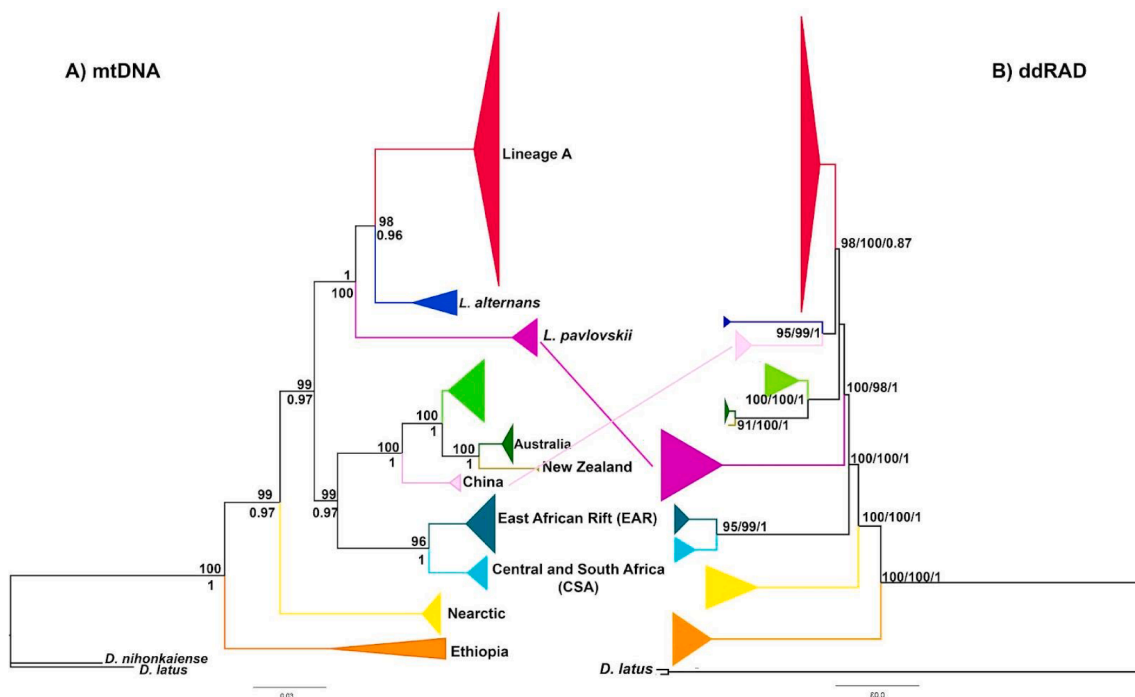 A) mtDNA
B) ddRAD
Lineage A
98
0.96
1
100
L. alternans
L. pavlovskii
99
0.97
100
1
100
1
Australia
New Zealand
100
1
China
99
0.97
99
0.97
East African Rift (EAR)
96
1
Central and South Africa
(CSA)
100
1
Nearctic
Ethiopia
D. nihonkaiense
D. latus
98/100/0.87
95/99/1
100/98/1
100/100/1
91/100/1
100/100/1
95/99/1
100/100/1
100/100/1
D. latus